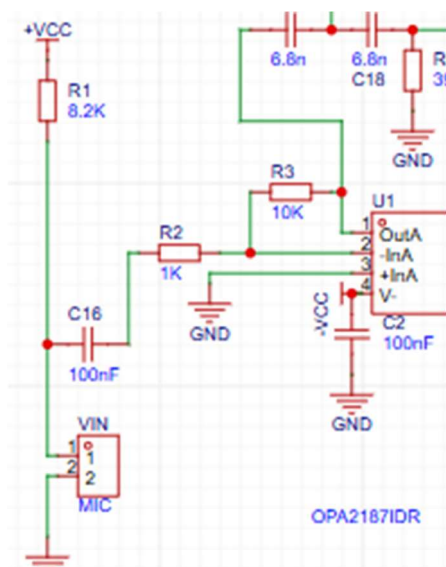 +VCC
6.8n
6.8n
C18
R1
8.2K
GND
R3
10K
U1
R2
1K
1
OutA
2
-InA
3
+InA
4
V-
GND
-VCC
C16
100nF
C2
100nF
GND
VIN
1
1
2
2
MIC
OPA2187IDR